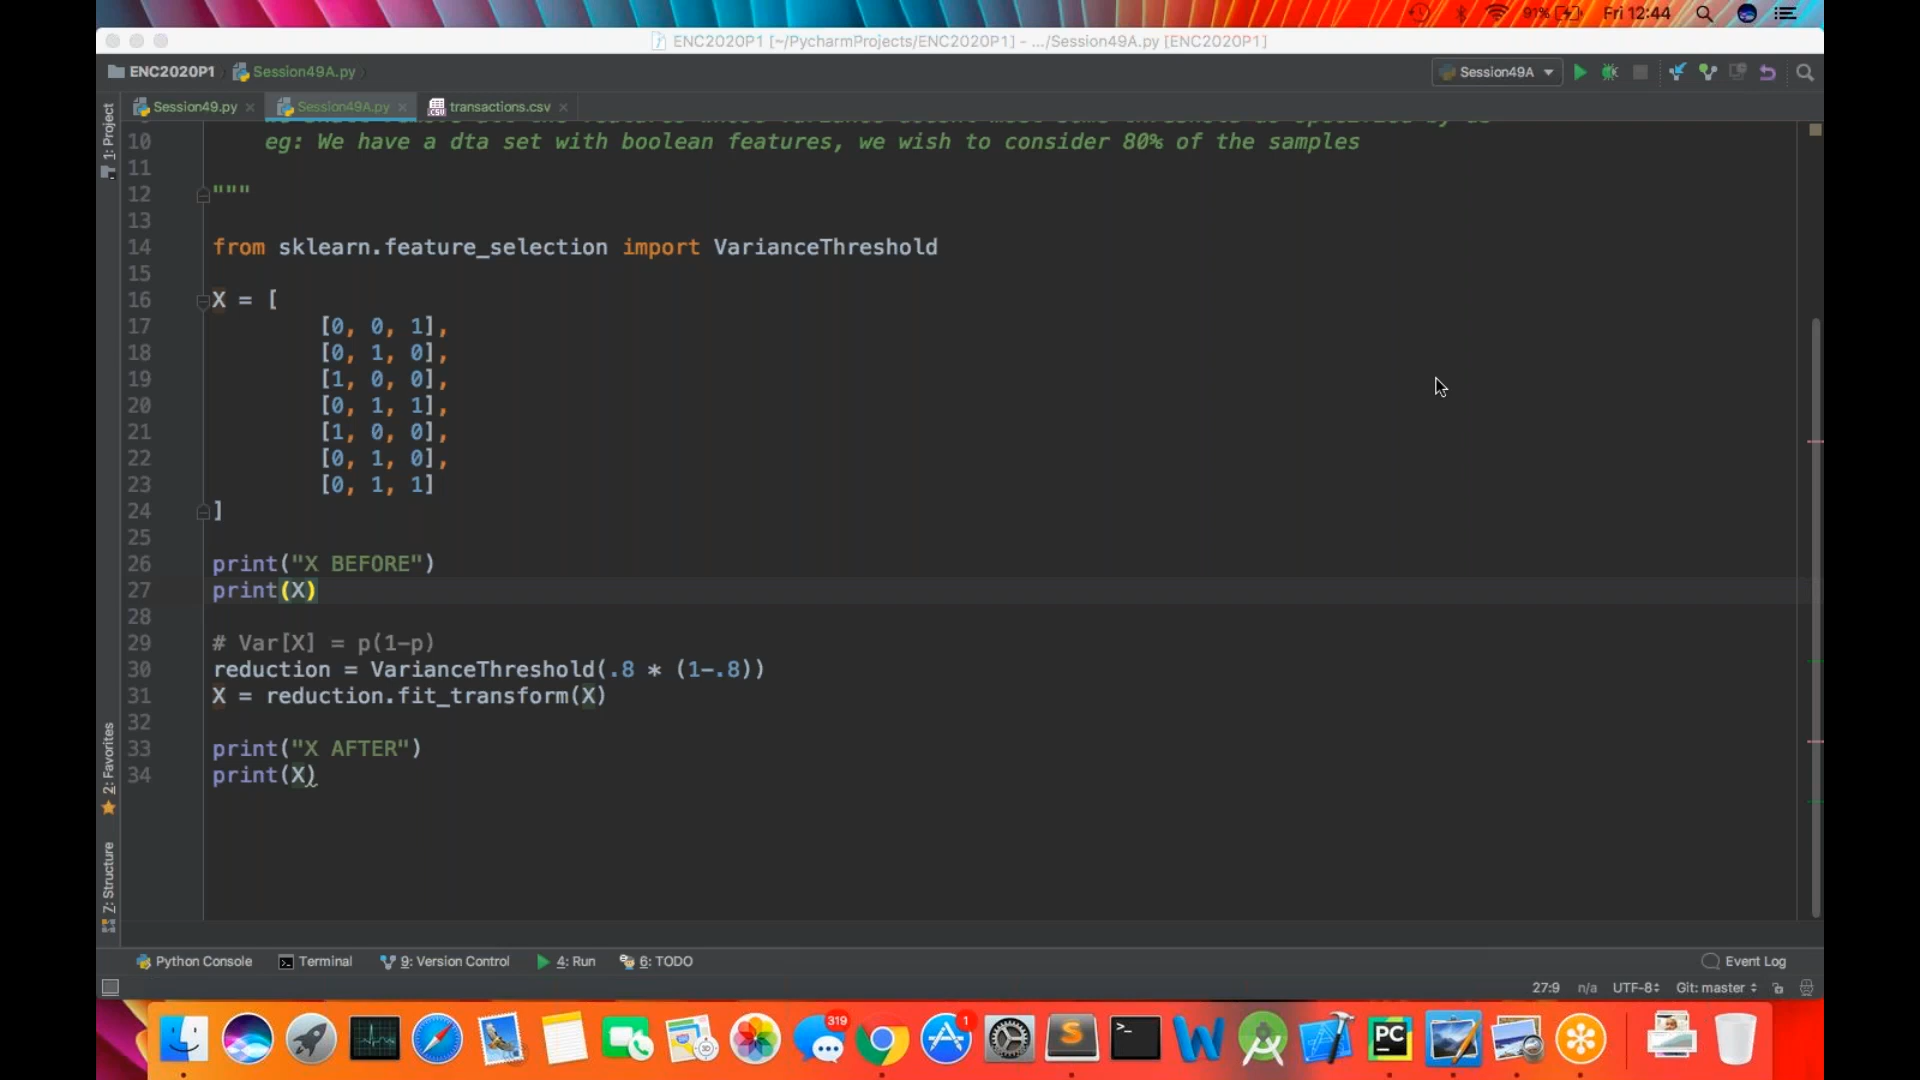 91% Fri 12:44
ENC2020P1 [~/PycharmProjects/ENC2020P1] - .../Session49A.py [ENC2020P1]
ENC2020P1 Session49A.py Session49A
Session49.py Session49A.py transactions.csv
1: Project
10 eg: We have a dta set with boolean features, we wish to consider 80% of the samples
11
12 """
13
14 from sklearn.feature_selection import VarianceThreshold
15
16 X = [
17 [0, 0, 1],
18 [0, 1, 0],
19 [1, 0, 0],
20 [0, 1, 1],
21 [1, 0, 0],
22 [0, 1, 0],
23 [0, 1, 1]
24 ]
25
26 print("X BEFORE")
27 print(X)
28
29 # Var[X] = p(1-p)
30 reduction = VarianceThreshold(.8 * (1-.8))
31 X = reduction.fit_transform(X)
32
33 print("X AFTER")
34 print(X)
2: Favorites
7: Structure
Python Console Terminal 9: Version Control 4: Run 6: TODO Event Log
27:9 n/a UTF-8 Git: master
319 1
PC